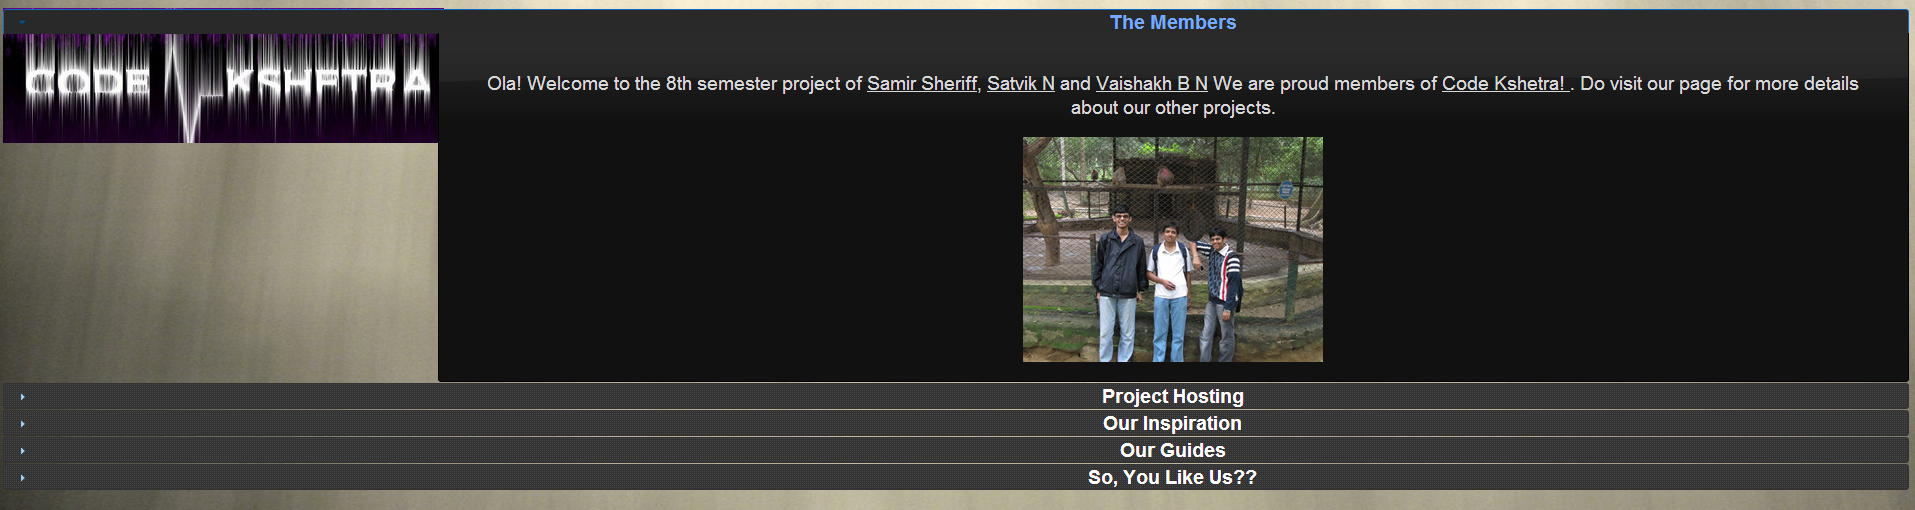 The Members
CODE KSHETRA
Ola! Welcome to the 8th semester project of Samir Sheriff, Satvik N and Vaishakh B N We are proud members of Code Kshetra! . Do visit our page for more details
about our other projects.
Project Hosting
Our Inspiration
Our Guides
So, You Like Us??